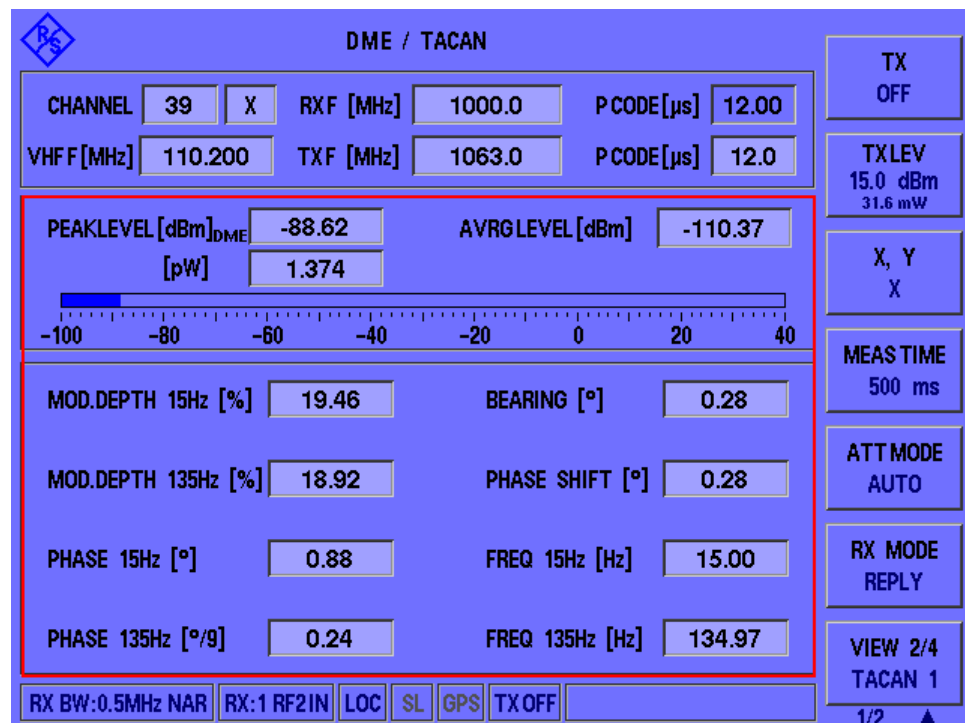 R&S
DME / TACAN
CHANNEL 39 X RXF [MHz] 1000.0 PCODE[µs] 12.00
VHFF[MHz] 110.200 TXF [MHz] 1063.0 PCODE[µs] 12.0
PEAKLEVEL[dBm]DME -88.62 AVRGLEVEL[dBm] -110.37
[pW] 1.374
-100 -80 -60 -40 -20 0 20 40
MOD.DEPTH 15Hz [%] 19.46 BEARING [°] 0.28
MOD.DEPTH 135Hz [%] 18.92 PHASE SHIFT [°] 0.28
PHASE 15Hz [°] 0.88 FREQ 15Hz [Hz] 15.00
PHASE 135Hz [°/9] 0.24 FREQ 135Hz [Hz] 134.97
RX BW:0.5MHz NAR RX:1 RF2IN LOC SL GPS TXOFF
TX
OFF
TXLEV
15.0 dBm
31.6 mW
X, Y
X
MEAS TIME
500 ms
ATT MODE
AUTO
RX MODE
REPLY
VIEW 2/4
TACAN 1
1/2 ▲